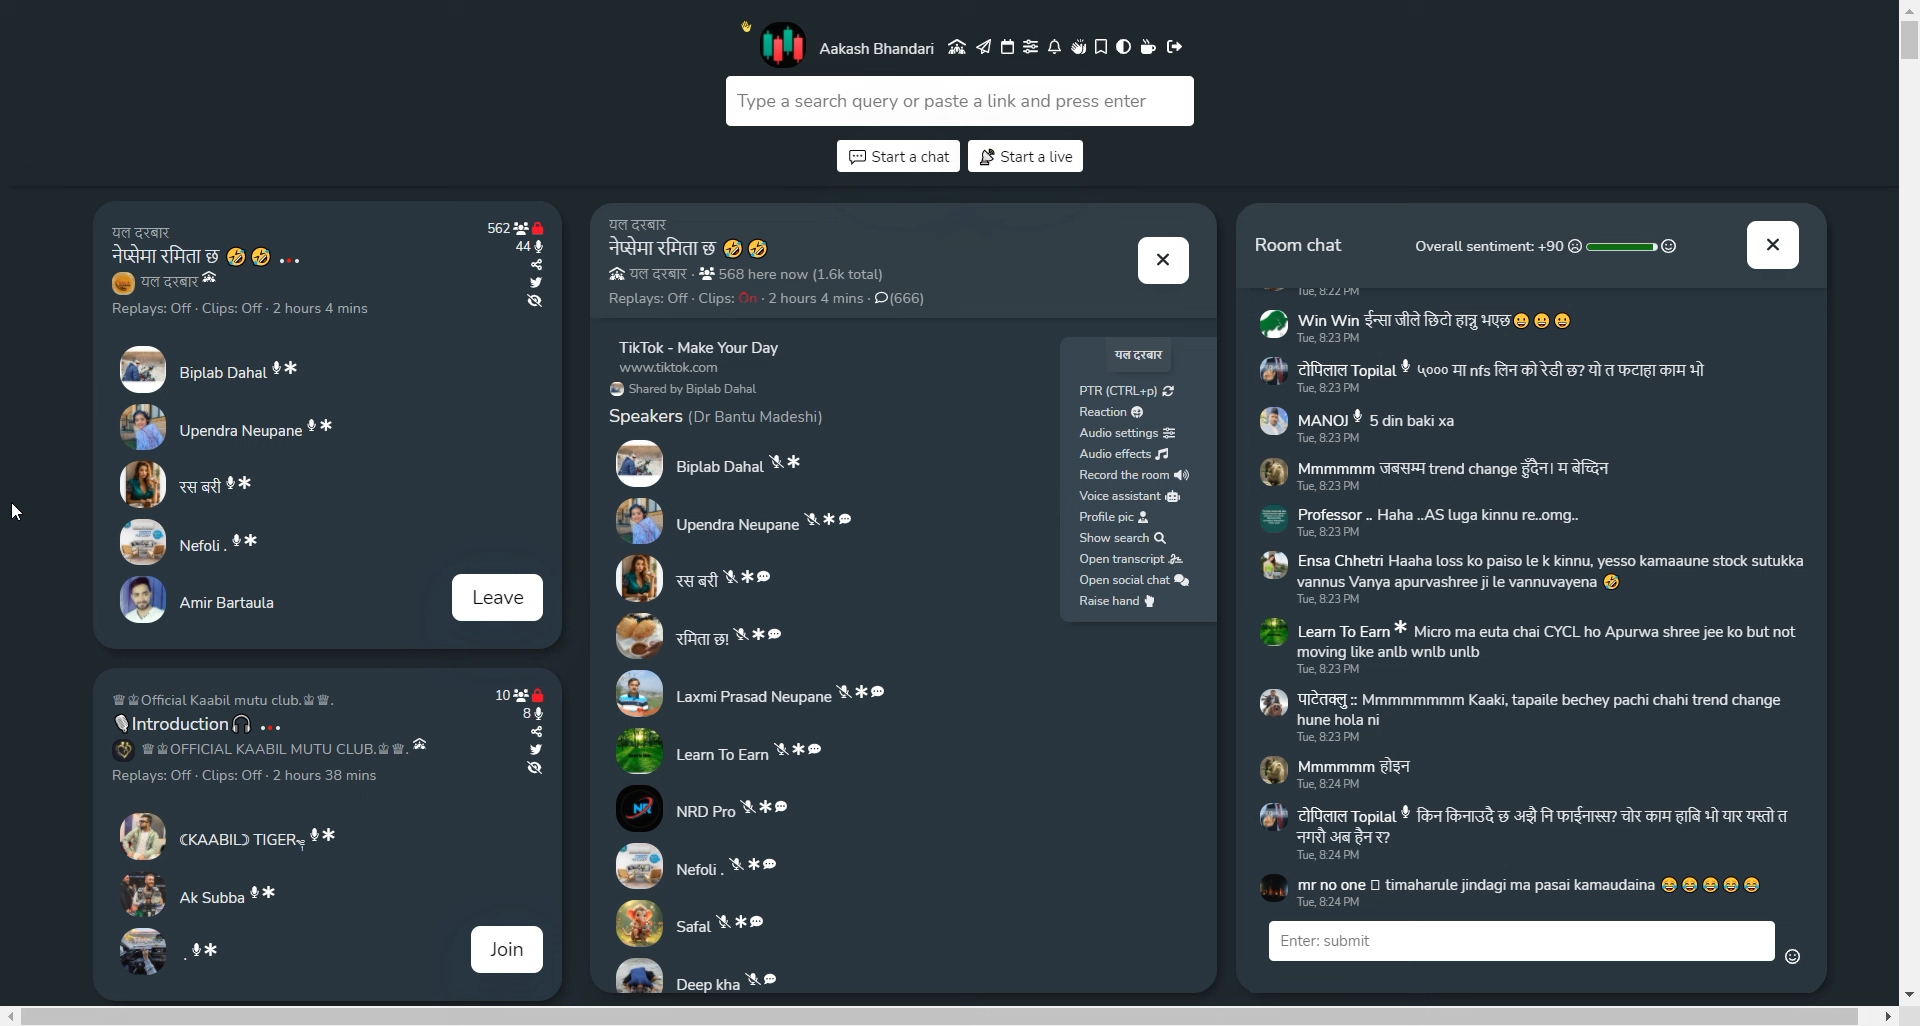 Aakash Bhandari
Type a search query or paste a link and press enter
Start a chat
Start a live
यल दरबार
नेप्सेमा रमिता छ 🤣 🤣 ...
यल दरबार
Replays: Off · Clips: Off · 2 hours 4 mins
562
44
Biplab Dahal
Upendra Neupane
रस बरी
Nefoli .
Amir Bartaula
Leave
♕♔Official Kaabil mutu club.♔♕.
🎙Introduction🎧 ...
♕♔OFFICIAL KAABIL MUTU CLUB.♔♕.
Replays: Off · Clips: Off · 2 hours 38 mins
10
8
☾KAABIL☽ TIGER
Ak Subba
.
Join
यल दरबार
नेप्सेमा रमिता छ 🤣 🤣
यल दरबार · 568 here now (1.6k total)
Replays: Off · Clips: On · 2 hours 4 mins · (666)
TikTok - Make Your Day
www.tiktok.com
Shared by Biplab Dahal
Speakers (Dr Bantu Madeshi)
Biplab Dahal
Upendra Neupane
रस बरी
रमिता छ!
Laxmi Prasad Neupane
Learn To Earn
NRD Pro
Nefoli .
Safal
Deep kha
यल दरबार
PTR (CTRL+p)
Reaction
Audio settings
Audio effects
Record the room
Voice assistant
Profile pic
Show search
Open transcript
Open social chat
Raise hand
Room chat
Overall sentiment: +90
Tue, 8:22 PM
Win Win ईन्सा जीले छिटो हान्नु भएछ😀 😀 😀
Tue, 8:23 PM
टोपिलाल Topilal ५००० मा nfs लिन को रेडी छ? यो त फटाहा काम भो
Tue, 8:23 PM
MANOJ 5 din baki xa
Tue, 8:23 PM
Mmmmmm जबसम्म trend change हुँदैन। म बेच्दिन
Tue, 8:23 PM
Professor .. Haha ..AS luga kinnu re..omg..
Tue, 8:23 PM
Ensa Chhetri Haaha loss ko paiso le k kinnu, yesso kamaaune stock sutukka
vannus Vanya apurvashree ji le vannuvayena 🤣
Tue, 8:23 PM
Learn To Earn Micro ma euta chai CYCL ho Apurwa shree jee ko but not
moving like anlb wnlb unlb
Tue, 8:23 PM
पाटेतक्लु :: Mmmmmmmm Kaaki, tapaile bechey pachi chahi trend change
hune hola ni
Tue, 8:23 PM
Mmmmmm होइन
Tue, 8:24 PM
टोपिलाल Topilal किन किनाउदै छ अझै नि फाईनास्स? चोर काम हाबि भो यार यस्तो त
नगरौ अब हैन र?
Tue, 8:24 PM
mr no one timaharule jindagi ma pasai kamaudaina 😂 😂 😂 😂 😂
Tue, 8:24 PM
Enter: submit